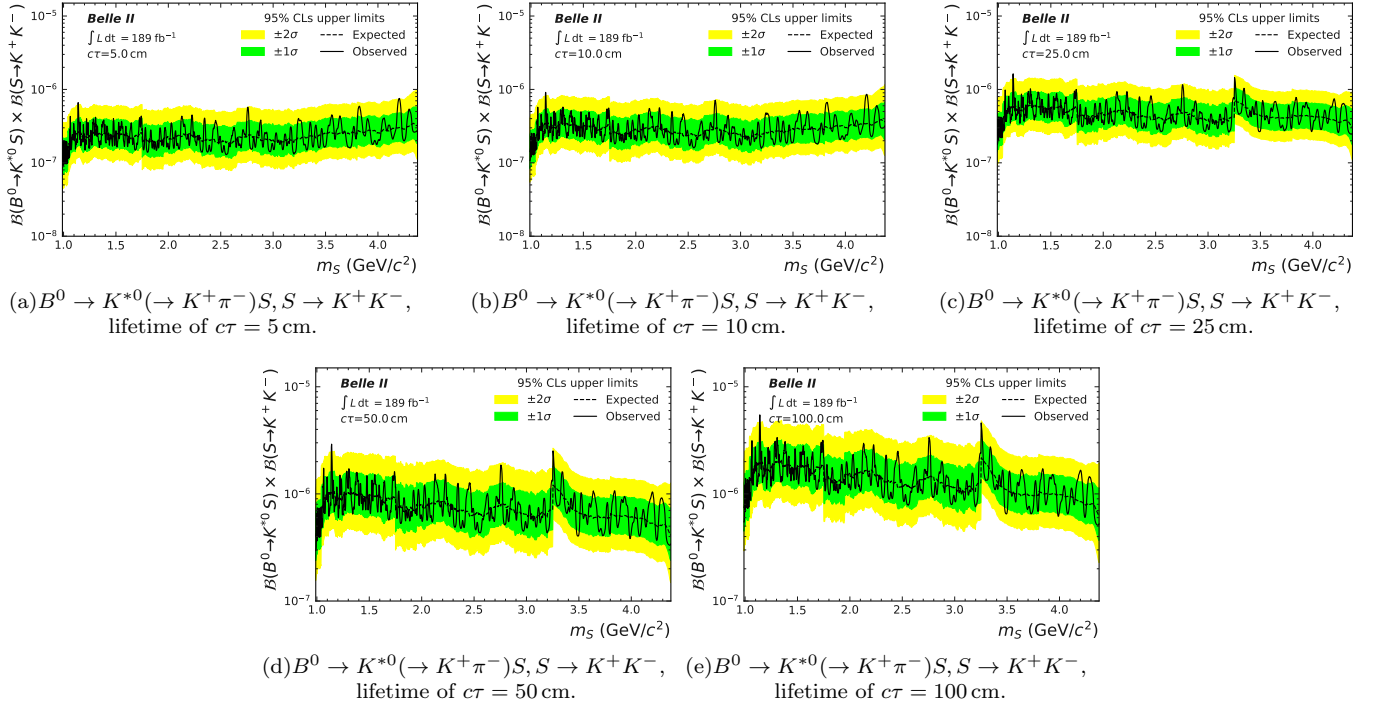 Belle II
95% CLs upper limits
∫ L dt = 189 fb⁻¹
cτ=5.0 cm
±2σ
Expected
±1σ
Observed
B(B⁰→K*⁰ S) × B(S→K⁺K⁻)
10⁻⁵
10⁻⁶
10⁻⁷
10⁻⁸
1.0 1.5 2.0 2.5 3.0 3.5 4.0
m_S (GeV/c²)
(a)B⁰ → K*⁰(→ K⁺π⁻)S, S → K⁺K⁻,
lifetime of cτ = 5 cm.
Belle II
95% CLs upper limits
∫ L dt = 189 fb⁻¹
cτ=10.0 cm
±2σ
Expected
±1σ
Observed
B(B⁰→K*⁰ S) × B(S→K⁺K⁻)
10⁻⁵
10⁻⁶
10⁻⁷
10⁻⁸
1.0 1.5 2.0 2.5 3.0 3.5 4.0
m_S (GeV/c²)
(b)B⁰ → K*⁰(→ K⁺π⁻)S, S → K⁺K⁻,
lifetime of cτ = 10 cm.
Belle II
95% CLs upper limits
∫ L dt = 189 fb⁻¹
cτ=25.0 cm
±2σ
Expected
±1σ
Observed
B(B⁰→K*⁰ S) × B(S→K⁺K⁻)
10⁻⁵
10⁻⁶
10⁻⁷
10⁻⁸
1.0 1.5 2.0 2.5 3.0 3.5 4.0
m_S (GeV/c²)
(c)B⁰ → K*⁰(→ K⁺π⁻)S, S → K⁺K⁻,
lifetime of cτ = 25 cm.
Belle II
95% CLs upper limits
∫ L dt = 189 fb⁻¹
cτ=50.0 cm
±2σ
Expected
±1σ
Observed
B(B⁰→K*⁰ S) × B(S→K⁺K⁻)
10⁻⁵
10⁻⁶
10⁻⁷
1.0 1.5 2.0 2.5 3.0 3.5 4.0
m_S (GeV/c²)
(d)B⁰ → K*⁰(→ K⁺π⁻)S, S → K⁺K⁻,
lifetime of cτ = 50 cm.
Belle II
95% CLs upper limits
∫ L dt = 189 fb⁻¹
cτ=100.0 cm
±2σ
Expected
±1σ
Observed
B(B⁰→K*⁰ S) × B(S→K⁺K⁻)
10⁻⁵
10⁻⁶
10⁻⁷
1.0 1.5 2.0 2.5 3.0 3.5 4.0
m_S (GeV/c²)
(e)B⁰ → K*⁰(→ K⁺π⁻)S, S → K⁺K⁻,
lifetime of cτ = 100 cm.